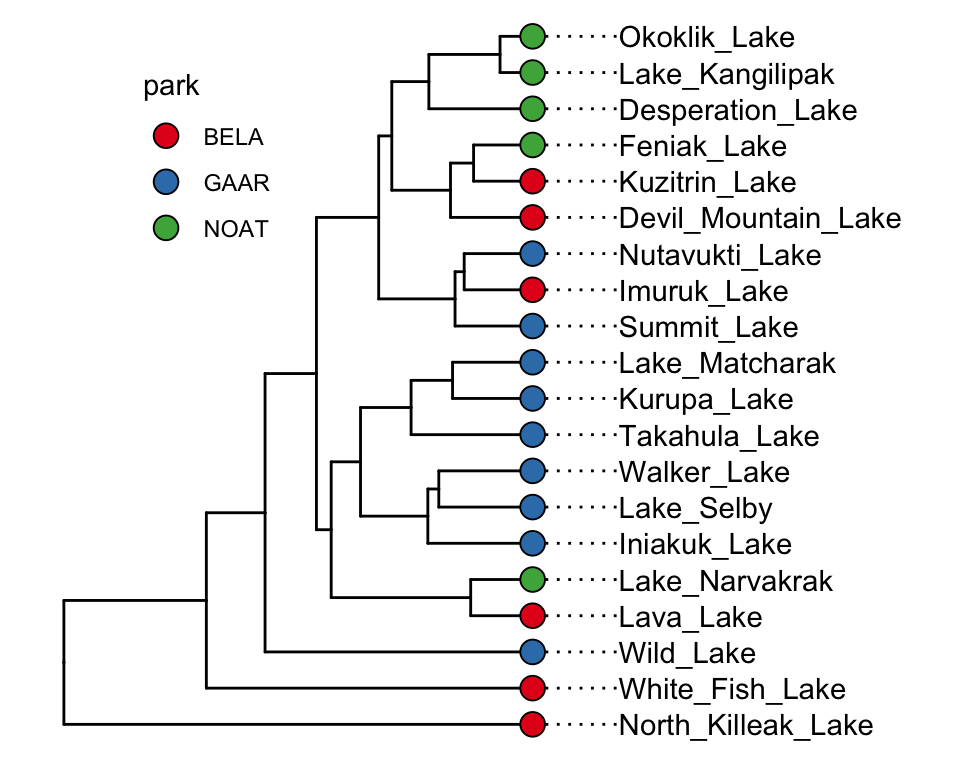 park
BELA
GAAR
NOAT
Okoklik_Lake
Lake_Kangilipak
Desperation_Lake
Feniak_Lake
Kuzitrin_Lake
Devil_Mountain_Lake
Nutavukti_Lake
Imuruk_Lake
Summit_Lake
Lake_Matcharak
Kurupa_Lake
Takahula_Lake
Walker_Lake
Lake_Selby
Iniakuk_Lake
Lake_Narvakrak
Lava_Lake
Wild_Lake
White_Fish_Lake
North_Killeak_Lake